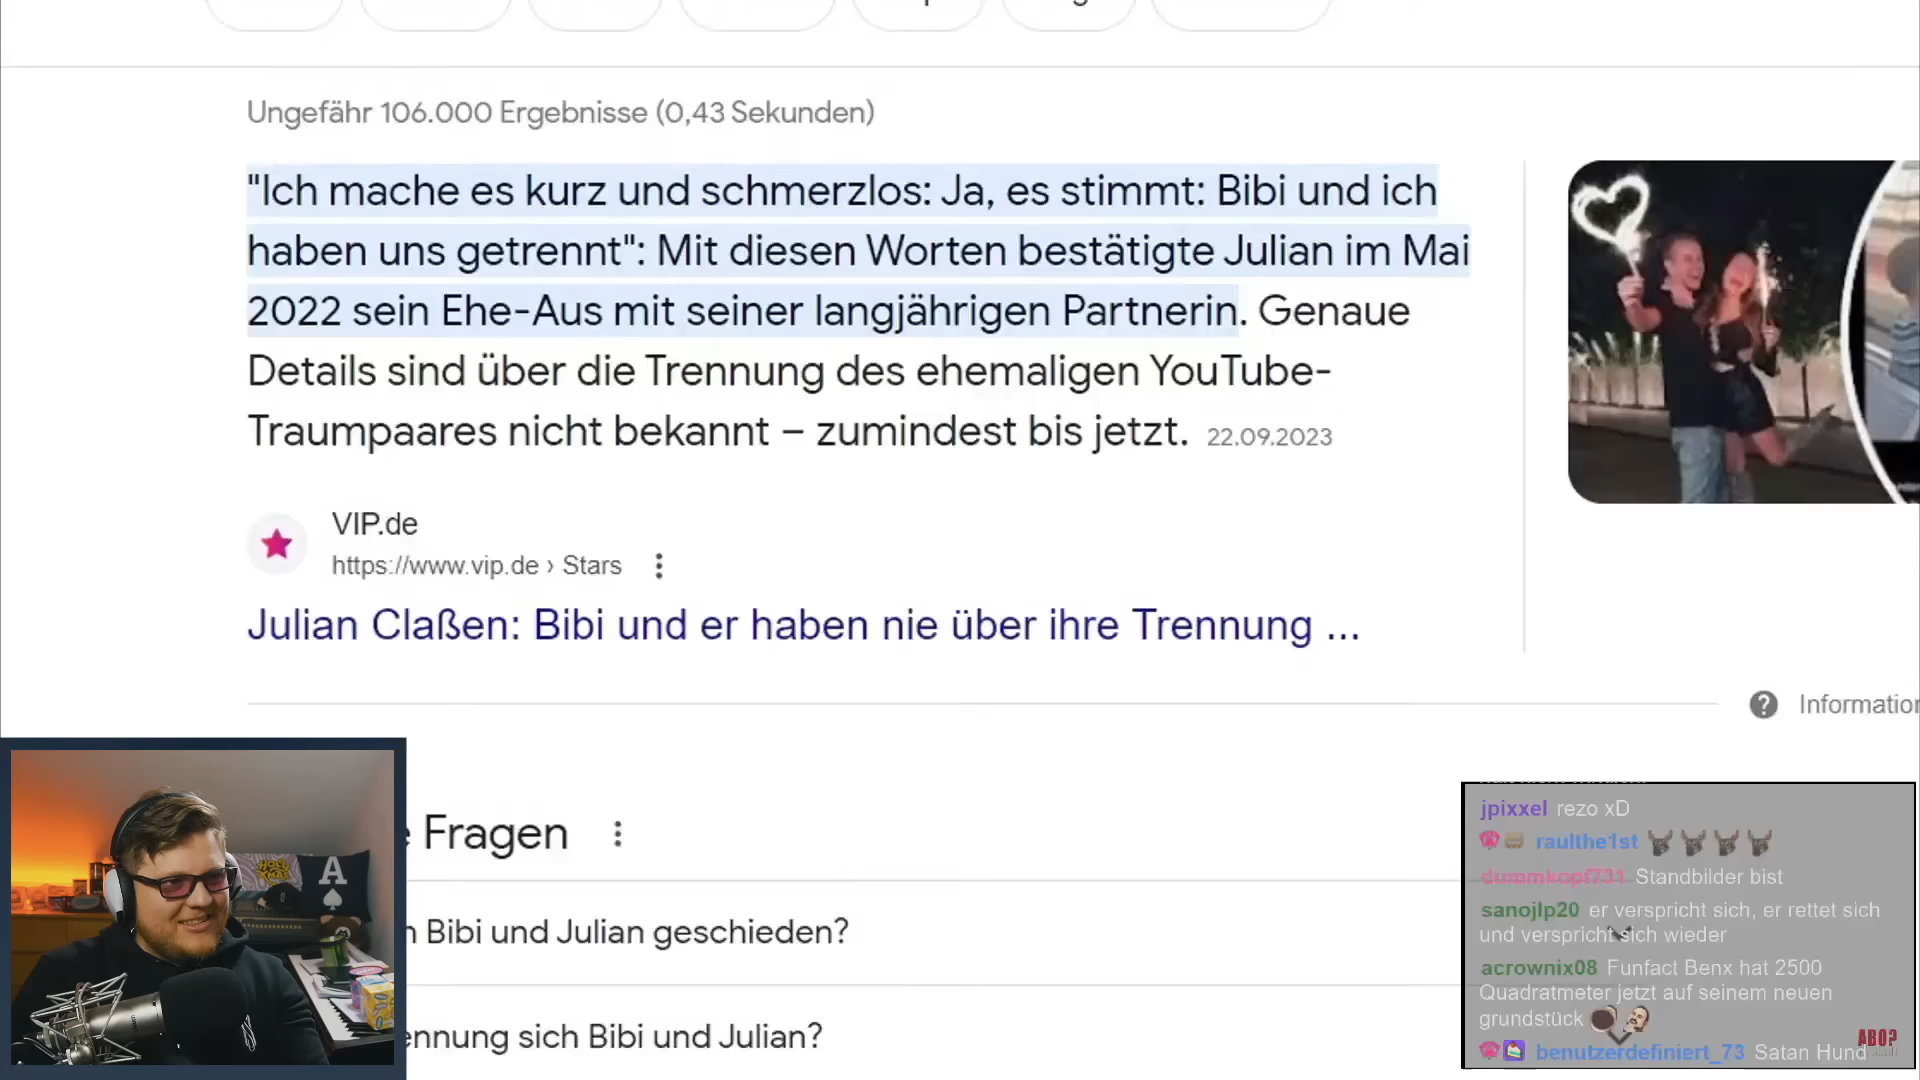 Ungefähr 106.000 Ergebnisse (0,43 Sekunden)
"Ich mache es kurz und schmerzlos: Ja, es stimmt: Bibi und ich
haben uns getrennt": Mit diesen Worten bestätigte Julian im Mai
2022 sein Ehe-Aus mit seiner langjährigen Partnerin. Genaue
Details sind über die Trennung des ehemaligen YouTube-
Traumpaares nicht bekannt – zumindest bis jetzt. 22.09.2023
VIP.de
https://www.vip.de › Stars
Julian Claßen: Bibi und er haben nie über ihre Trennung ...
Fragen
Bibi und Julian geschieden?
ennung sich Bibi und Julian?
A
jpixxel rezo xD
raulthe1st
dummkopf731 Standbilder bist
sanojlp20 er verspricht sich, er rettet sich
und verspricht sich wieder
acrownix08 Funfact Benx hat 2500
Quadratmeter jetzt auf seinem neuen
grundstück
benutzerdefiniert_73 Satan Hund
ABO?